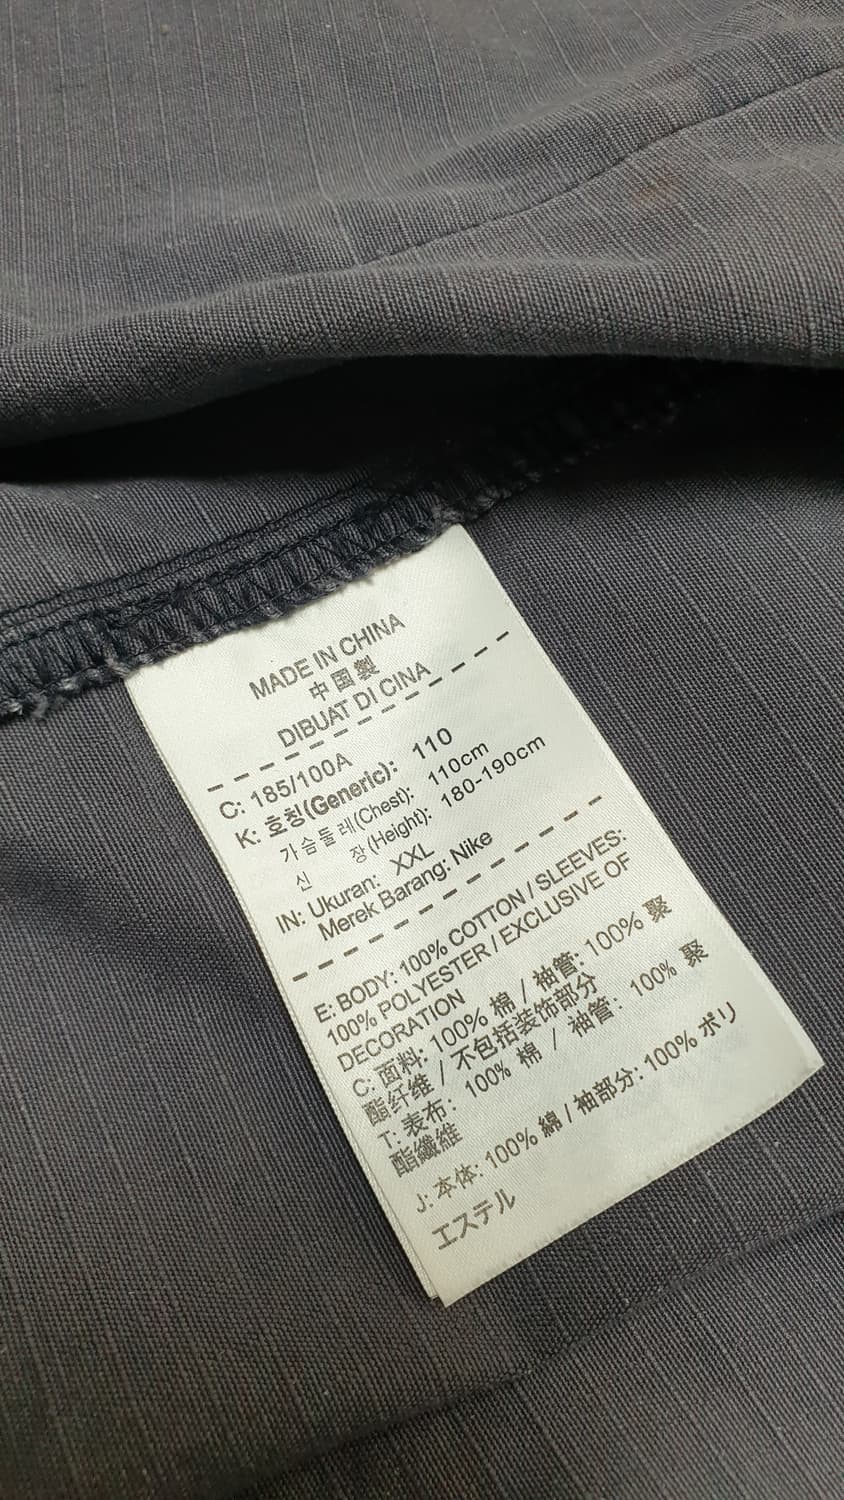 MADE IN CHINA
中国製
DIBUAT DI CINA
C: 185/100A
K: 호칭(Generic): 110
가슴둘레(Chest): 110cm
신 장(Height): 180-190cm
IN: Ukuran: XXL
Merek Barang: Nike
E: BODY: 100% COTTON / SLEEVES:
100% POLYESTER / EXCLUSIVE OF
DECORATION
C: 面料: 100% 棉 / 袖管: 100% 聚
酯纤维 / 不包括装饰部分
T: 表布: 100% 棉 / 袖管: 100% 聚
酯纖維
J: 本体: 100% 綿 / 袖部分: 100% ポリ
エステル